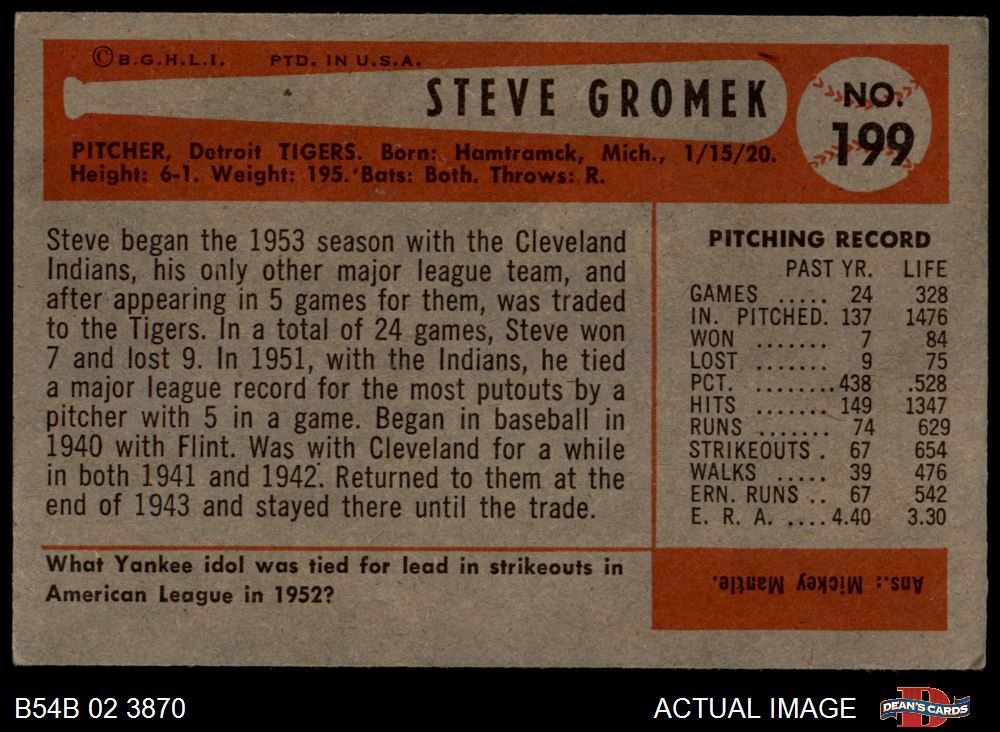 © B.G.H.L.I. PTD. IN U.S.A.
STEVE GROMEK
NO.
199
PITCHER, Detroit TIGERS. Born: Hamtramck, Mich., 1/15/20.
Height: 6-1. Weight: 195. Bats: Both. Throws: R.
Steve began the 1953 season with the Cleveland
Indians, his only other major league team, and
after appearing in 5 games for them, was traded
to the Tigers. In a total of 24 games, Steve won
7 and lost 9. In 1951, with the Indians, he tied
a major league record for the most putouts by a
pitcher with 5 in a game. Began in baseball in
1940 with Flint. Was with Cleveland for a while
in both 1941 and 1942. Returned to them at the
end of 1943 and stayed there until the trade.
PITCHING RECORD
PAST YR. LIFE
GAMES ..... 24 328
IN. PITCHED. 137 1476
WON ....... 7 84
LOST ....... 9 75
PCT. ........ .438 .528
HITS ....... 149 1347
RUNS ....... 74 629
STRIKEOUTS . 67 654
WALKS ..... 39 476
ERN. RUNS .. 67 542
E. R. A. .... 4.40 3.30
What Yankee idol was tied for lead in strikeouts in
American League in 1952?
Ans.: Mickey Mantle.
B54B 02 3870
ACTUAL IMAGE
D
DEAN'S CARDS